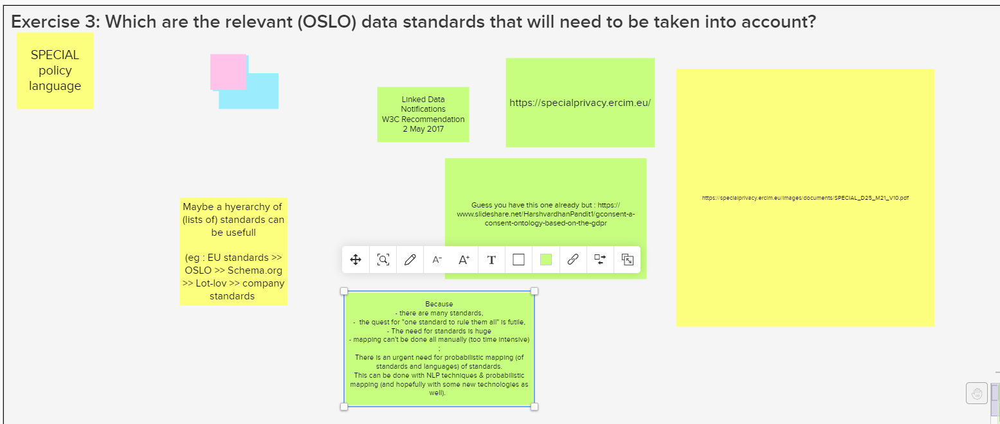 Exercise 3: Which are the relevant (OSLO) data standards that will need to be taken into account?
SPECIAL
policy
language
Linked Data
Notifications
W3C Recommendation
2 May 2017
https://specialprivacy.ercim.eu/
https://specialprivacy.ercim.eu/images/documents/SPECIAL_D25_M21_V10.pdf
Guess you have this one already but : https://
www.slideshare.net/HarshvardhanPandit1/gconsent-a-
consent-ontology-based-on-the-gdpr
Maybe a hyerarchy of
(lists of) standards can
be usefull
(eg : EU standards >>
OSLO >> Schema.org
>> Lot-lov >> company
standards
A-
A+
T
Because
- there are many standards,
- the quest for "one standard to rule them all" is futile,
- The need for standards is huge
- mapping can't be done all manually (too time intensive)
;
There is an urgent need for probabilistic mapping (of
standards and languages) of standards.
This can be done with NLP techniques & probabilistic
mapping (and hopefully with some new technologies as
well).